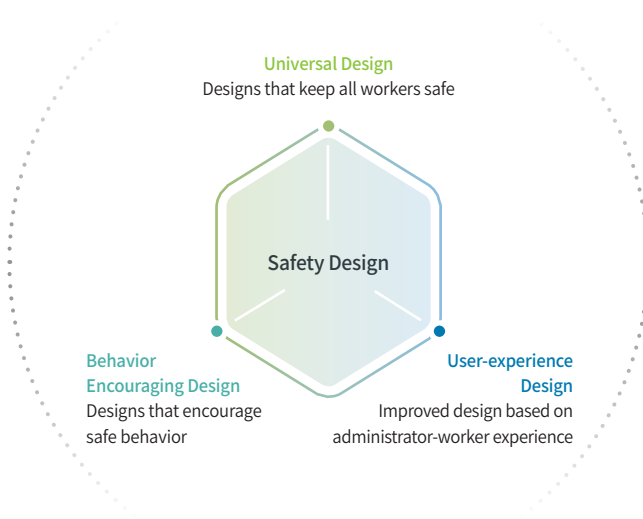 Universal Design
Designs that keep all workers safe
Safety Design
Behavior
Encouraging Design
Designs that encourage
safe behavior
User-experience
Design
Improved design based on
administrator-worker experience